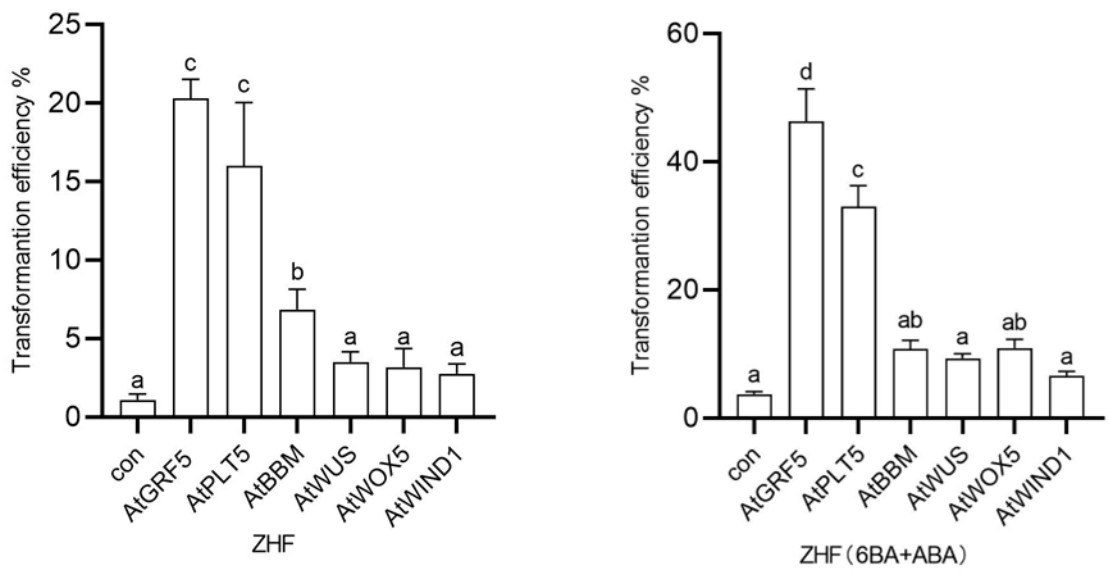 Transformantion efficiency %
25
20
15
10
5
0
a
c
c
b
a
a
a
con
AtGRF5
AtPLT5
AtBBM
AtWUS
AtWOX5
AtWIND1
ZHF
Transformantion efficiency %
60
40
20
0
a
d
c
ab
a
ab
a
con
AtGRF5
AtPLT5
AtBBM
AtWUS
AtWOX5
AtWIND1
ZHF(6BA+ABA)